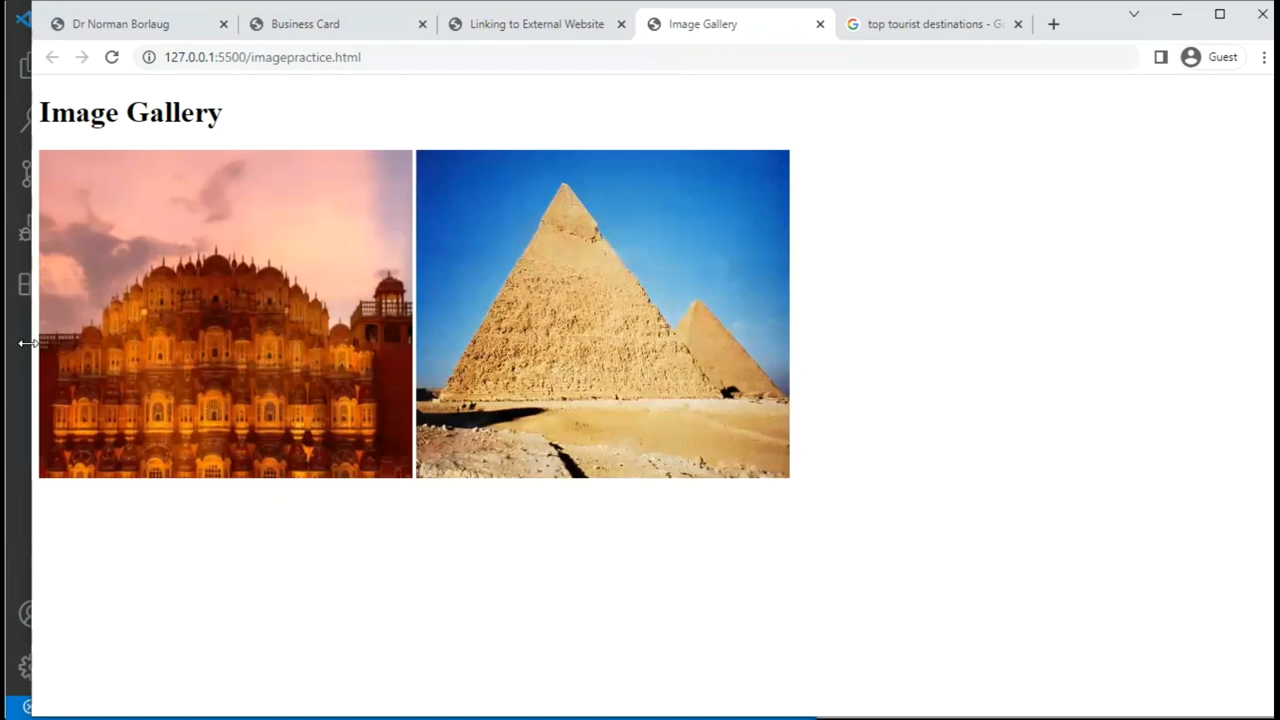 Dr Norman Borlaug
Business Card
Linking to External Website
Image Gallery
top tourist destinations - G
127.0.0.1:5500/imagepractice.html
Guest
Image Gallery